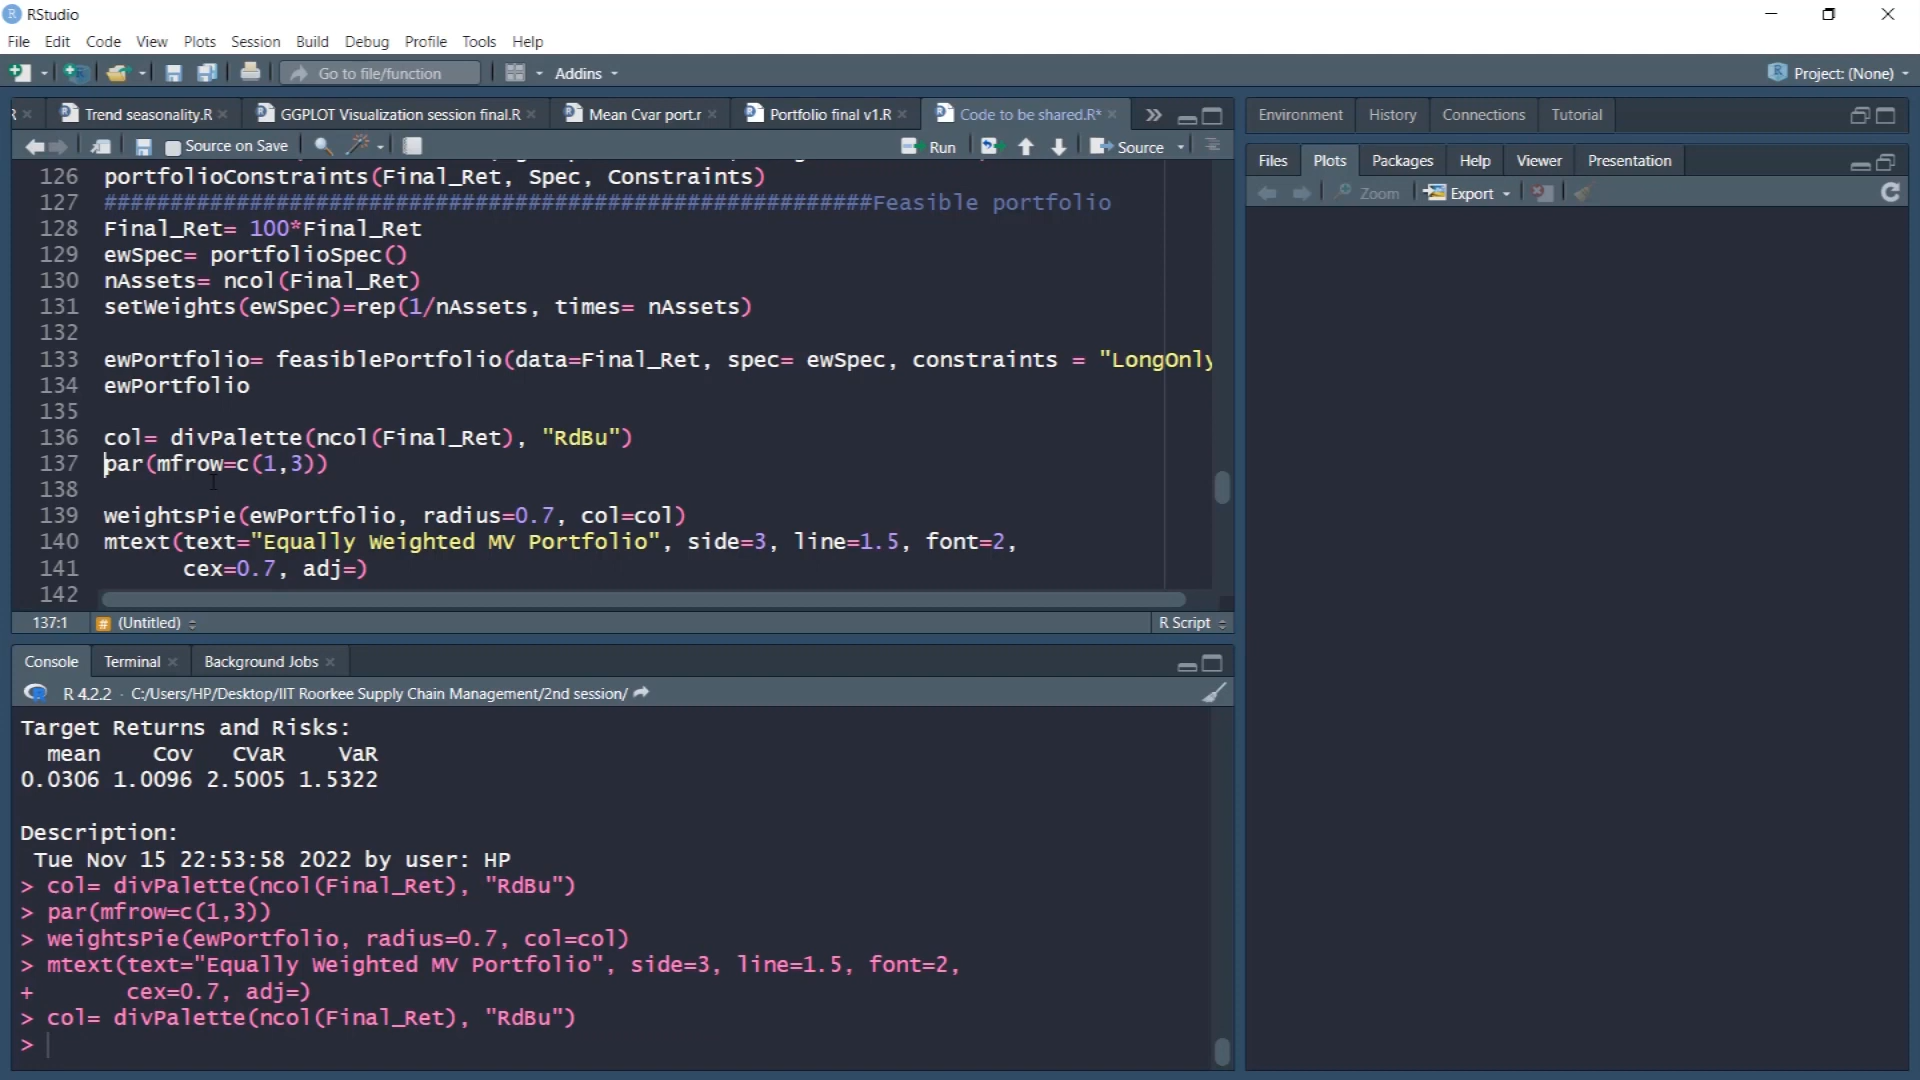 RStudio
File Edit Code View Plots Session Build Debug Profile Tools Help
Go to file/function Addins Project: (None)
R Trend seasonality.R GGPLOT Visualization session final.R Mean Cvar port.r Portfolio final v1.R Code to be shared.R*
Source on Save Run Source
126 portfolioConstraints(Final_Ret, Spec, Constraints)
127 ##########################################################Feasible portfolio
128 Final_Ret= 100*Final_Ret
129 ewSpec= portfolioSpec()
130 nAssets= ncol(Final_Ret)
131 setWeights(ewSpec)=rep(1/nAssets, times= nAssets)
132
133 ewPortfolio= feasiblePortfolio(data=Final_Ret, spec= ewSpec, constraints = "LongOnly
134 ewPortfolio
135
136 col= divPalette(ncol(Final_Ret), "RdBu")
137 par(mfrow=c(1,3))
138
139 weightsPie(ewPortfolio, radius=0.7, col=col)
140 mtext(text="Equally Weighted MV Portfolio", side=3, line=1.5, font=2,
141 cex=0.7, adj=)
142
137:1 # (Untitled) R Script
Console Terminal Background Jobs
R 4.2.2 · C:/Users/HP/Desktop/IIT Roorkee Supply Chain Management/2nd session/
Target Returns and Risks:
mean Cov CVaR VaR
0.0306 1.0096 2.5005 1.5322
Description:
Tue Nov 15 22:53:58 2022 by user: HP
> col= divPalette(ncol(Final_Ret), "RdBu")
> par(mfrow=c(1,3))
> weightsPie(ewPortfolio, radius=0.7, col=col)
> mtext(text="Equally Weighted MV Portfolio", side=3, line=1.5, font=2,
+ cex=0.7, adj=)
> col= divPalette(ncol(Final_Ret), "RdBu")
>
Environment History Connections Tutorial
Files Plots Packages Help Viewer Presentation
Zoom Export